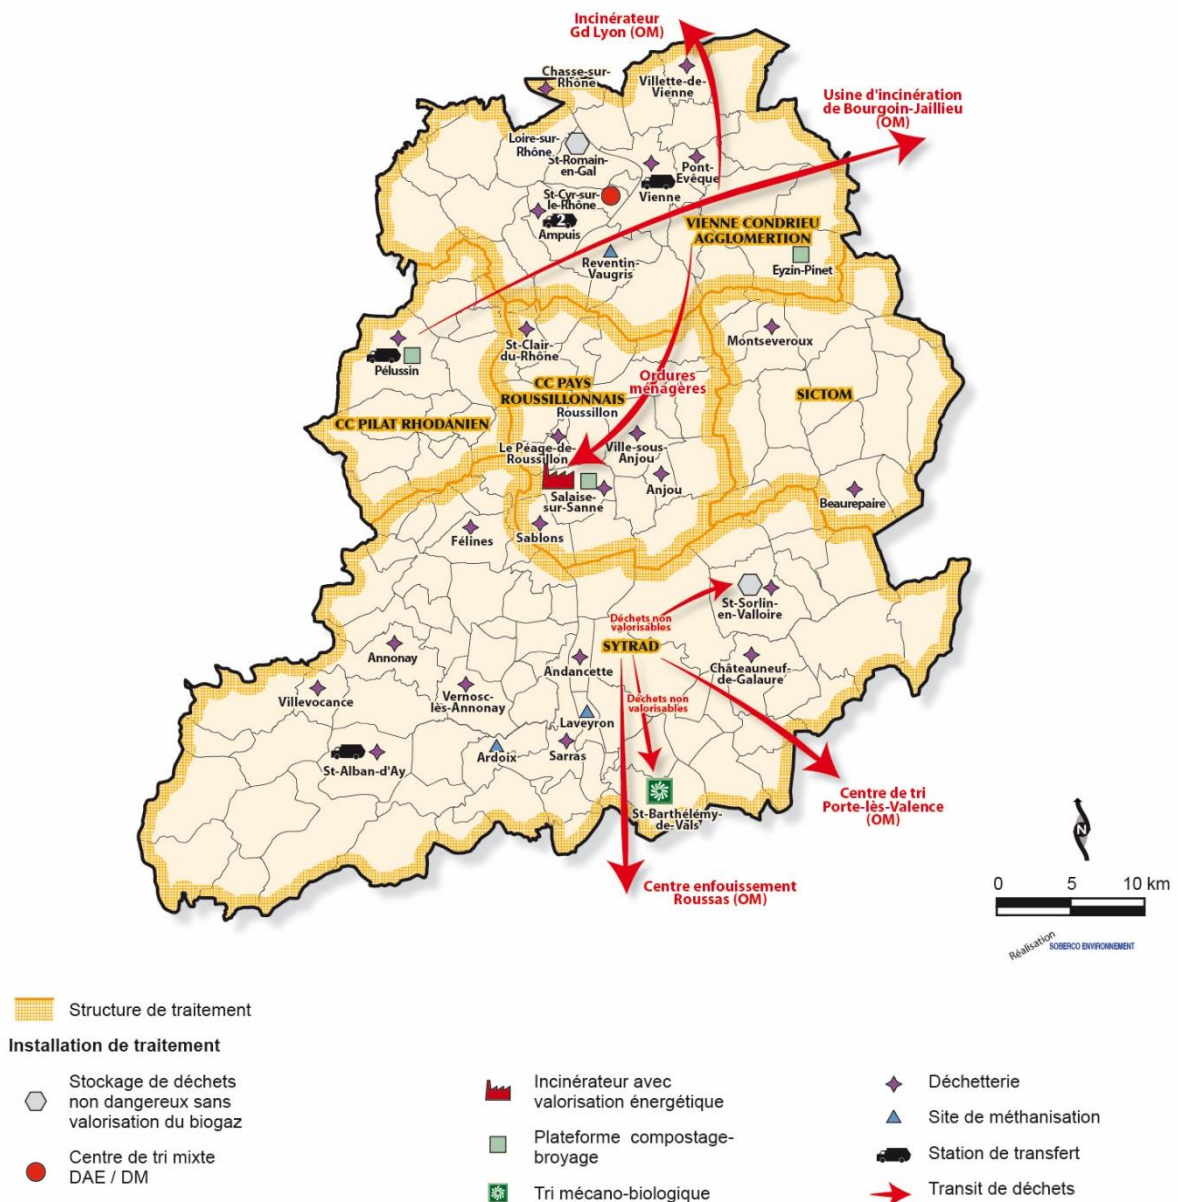 Incinérateur
Gd Lyon (OM)
Chasse-sur-
Rhône
Villette-de-
Vienne
Usine d'incinération
de Bourgoin-Jaillieu
(OM)
Loire-sur-
Rhône
St-Romain-
en-Gal
Pont-
Evêque
Vienne
St-Cyr-sur-
le-Rhône
2
Ampuis
VIENNE CONDRIEU
AGGLOMERTION
Reventin-
Vaugris
Eyzin-Pinet
St-Clair-
du-Rhône
Montseveroux
Pélussin
Ordures
ménagères
CC PAYS
ROUSSILLONNAIS
Roussillon
SICTOM
CC PILAT RHODANIEN
Le Péage-de-
Roussillon
Ville-sous-
Anjou
Anjou
Salaise-
sur-Sanne
Beaurepaire
Félines
Sablons
St-Sorlin-
en-Valloire
Déchets non
valorisables
SYTRAD
Annonay
Andancette
Châteauneuf-
de-Galaure
Villevocance
Vernosc-
lès-Annonay
Déchets non
valorisables
Laveyron
Ardoix
Sarras
St-Alban-d'Ay
St-Barthélémy-
de-Vals
Centre de tri
Porte-lès-Valence
(OM)
Centre enfouissement
Roussas (OM)
N
0 5 10 km
Réalisation SOBERCO ENVIRONNEMENT
Structure de traitement
Installation de traitement
Stockage de déchets
non dangereux sans
valorisation du biogaz
Centre de tri mixte
DAE / DM
Incinérateur avec
valorisation énergétique
Plateforme compostage-
broyage
Tri mécano-biologique
Déchetterie
Site de méthanisation
Station de transfert
Transit de déchets